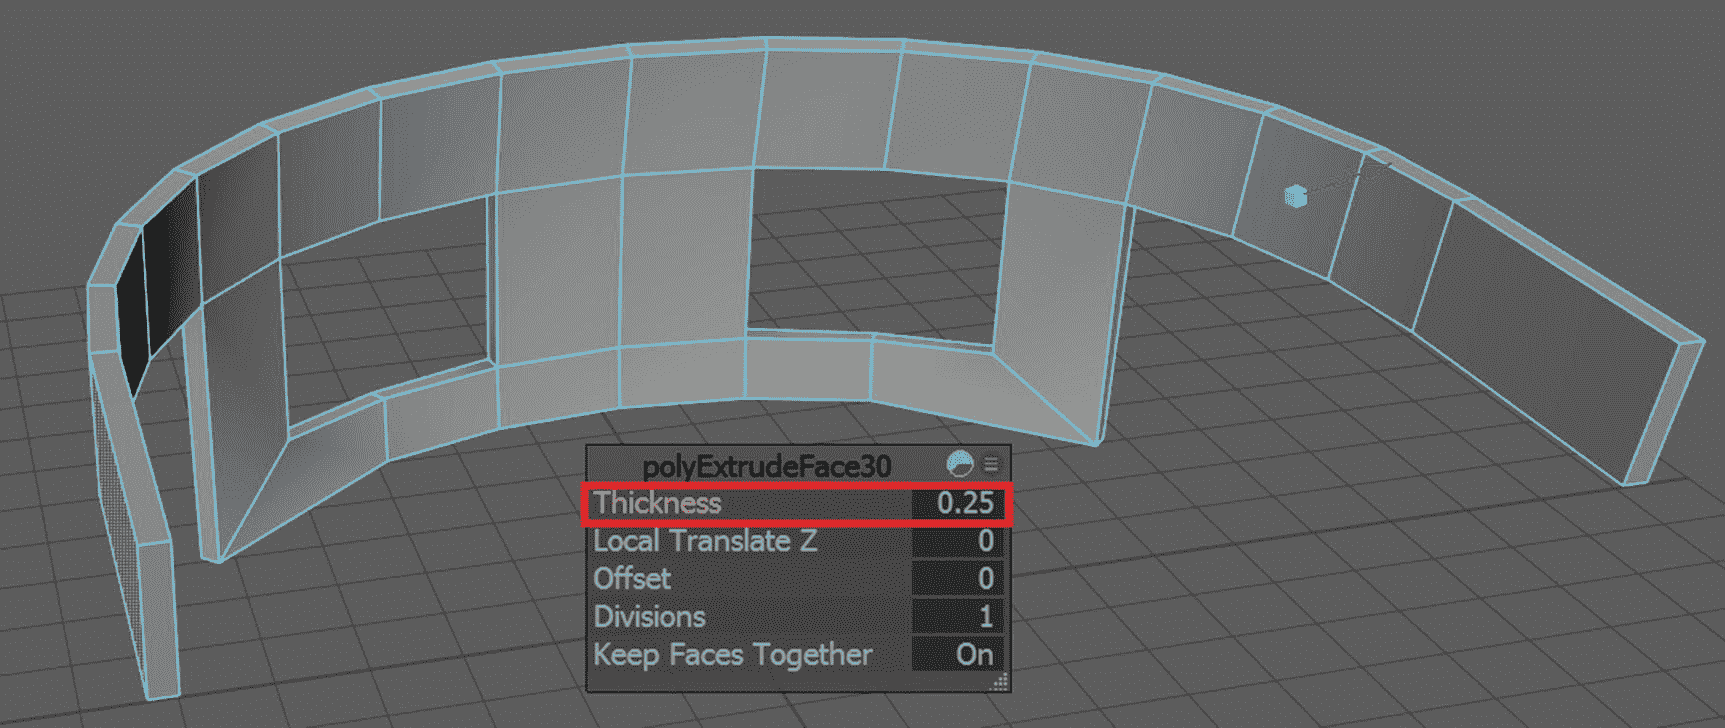 polyExtrudeFace30
Thickness 0.25
Local Translate Z 0
Offset 0
Divisions 1
Keep Faces Together On